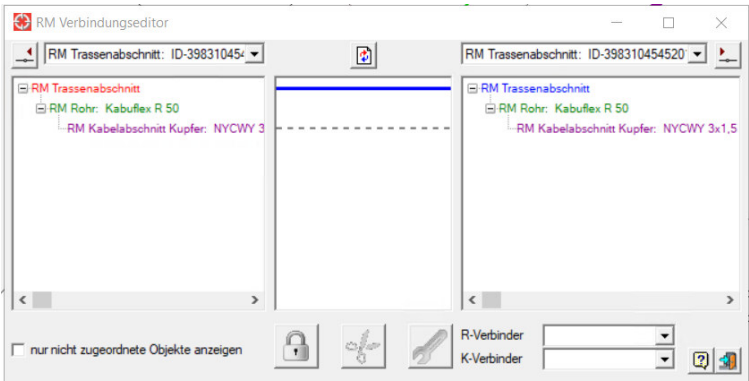 RM Verbindungseditor
RM Trassenabschnitt: ID-39831045
RM Trassenabschnitt: ID-398310454520
RM Trassenabschnitt
RM Rohr: Kabuflex R 50
RM Kabelabschnitt Kupfer: NYCWY 3
RM Trassenabschnitt
RM Rohr: Kabuflex R 50
RM Kabelabschnitt Kupfer: NYCWY 3x1,5
nur nicht zugeordnete Objekte anzeigen
R-Verbinder
K-Verbinder